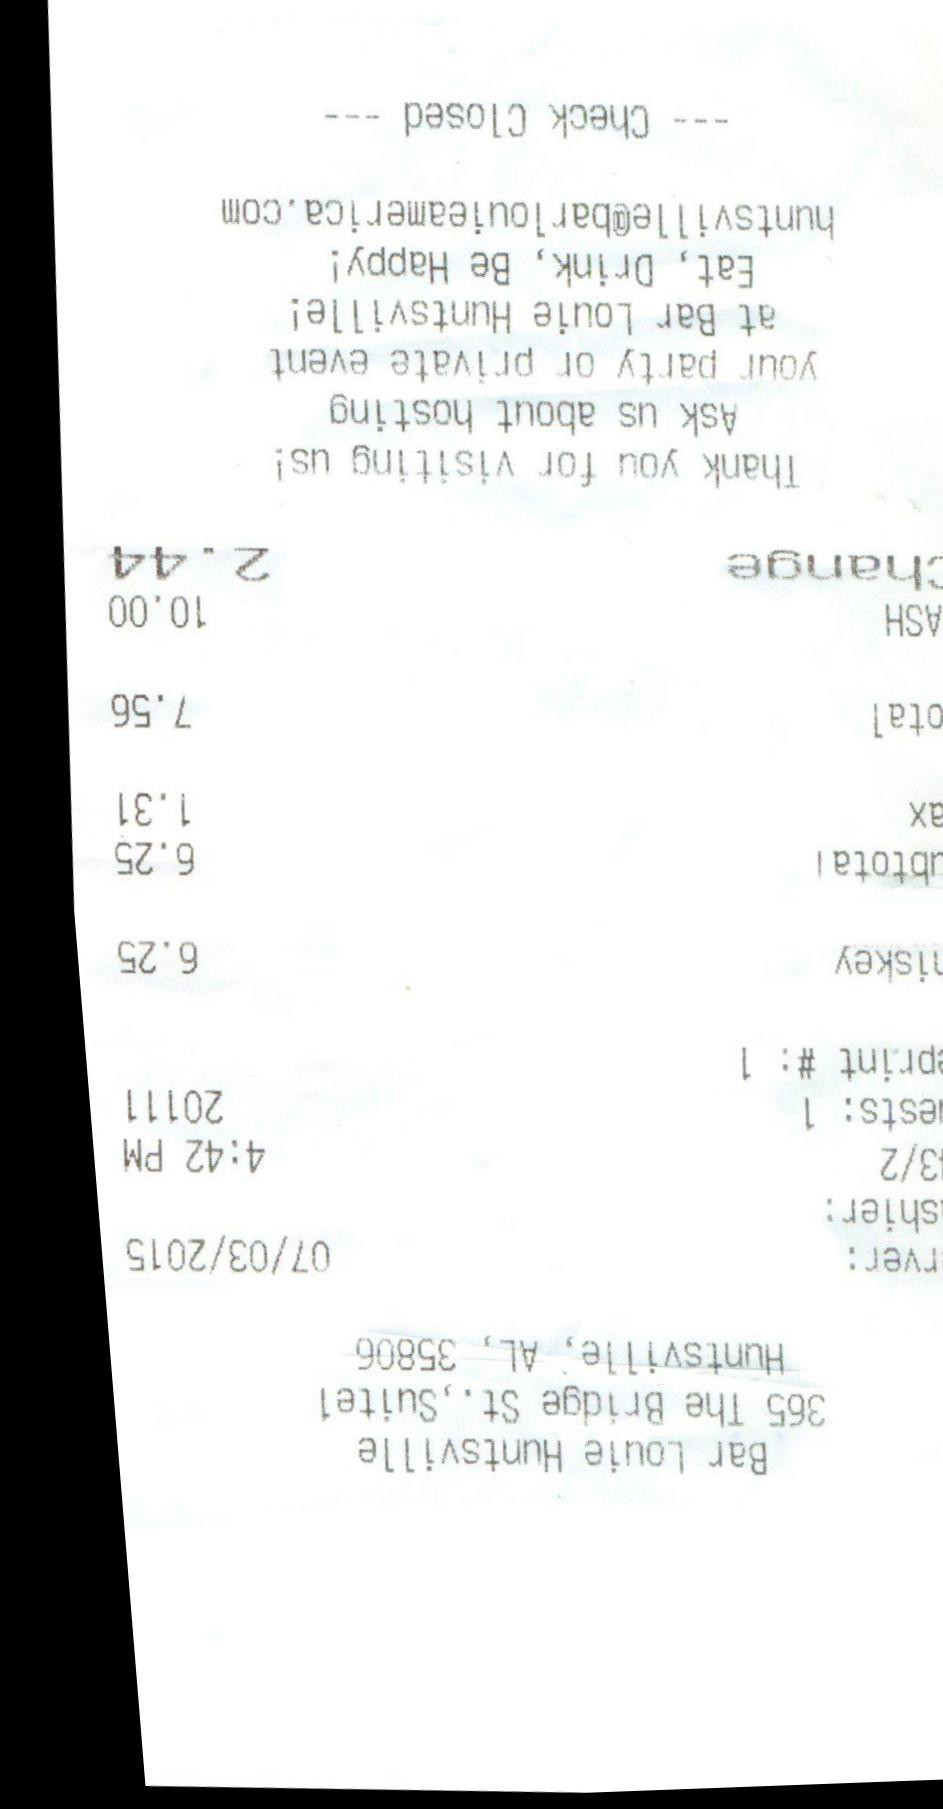 Bar Louie Huntsville
365 The Bridge St.,Suite1
Huntsville, AL, 35806
rver: 07/03/2015
shier:
3/2 4:42 PM
uests: 1 20111
eprint #: 1
hiskey 6.25
ubtotal 6.25
ax 1.31
otal 7.56
ASH 10.00
Change 2.44
Thank you for visiting us!
Ask us about hosting
your party or private event
at Bar Louie Huntsville!
Eat, Drink, Be Happy!
huntsville@barlouieamerica.com
--- Check Closed ---